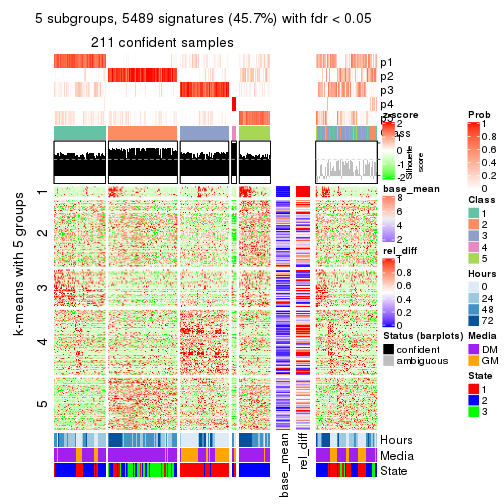 5 subgroups, 5489 signatures (45.7%) with fdr < 0.05
211 confident samples
p1
p2
p3
p4
Class
k-means with 5 groups
1
2
3
4
5
base_mean
rel_diff
Hours
Media
State
z-score
2
1
0
-1
-2
Silhouette
score
base_mean
8
6
4
2
rel_diff
1
0.8
0.6
0.4
0.2
0
Status (barplots)
confident
ambiguous
Prob
1
0.8
0.6
0.4
0.2
0
Class
1
2
3
4
5
Hours
0
24
48
72
Media
DM
GM
State
1
2
3